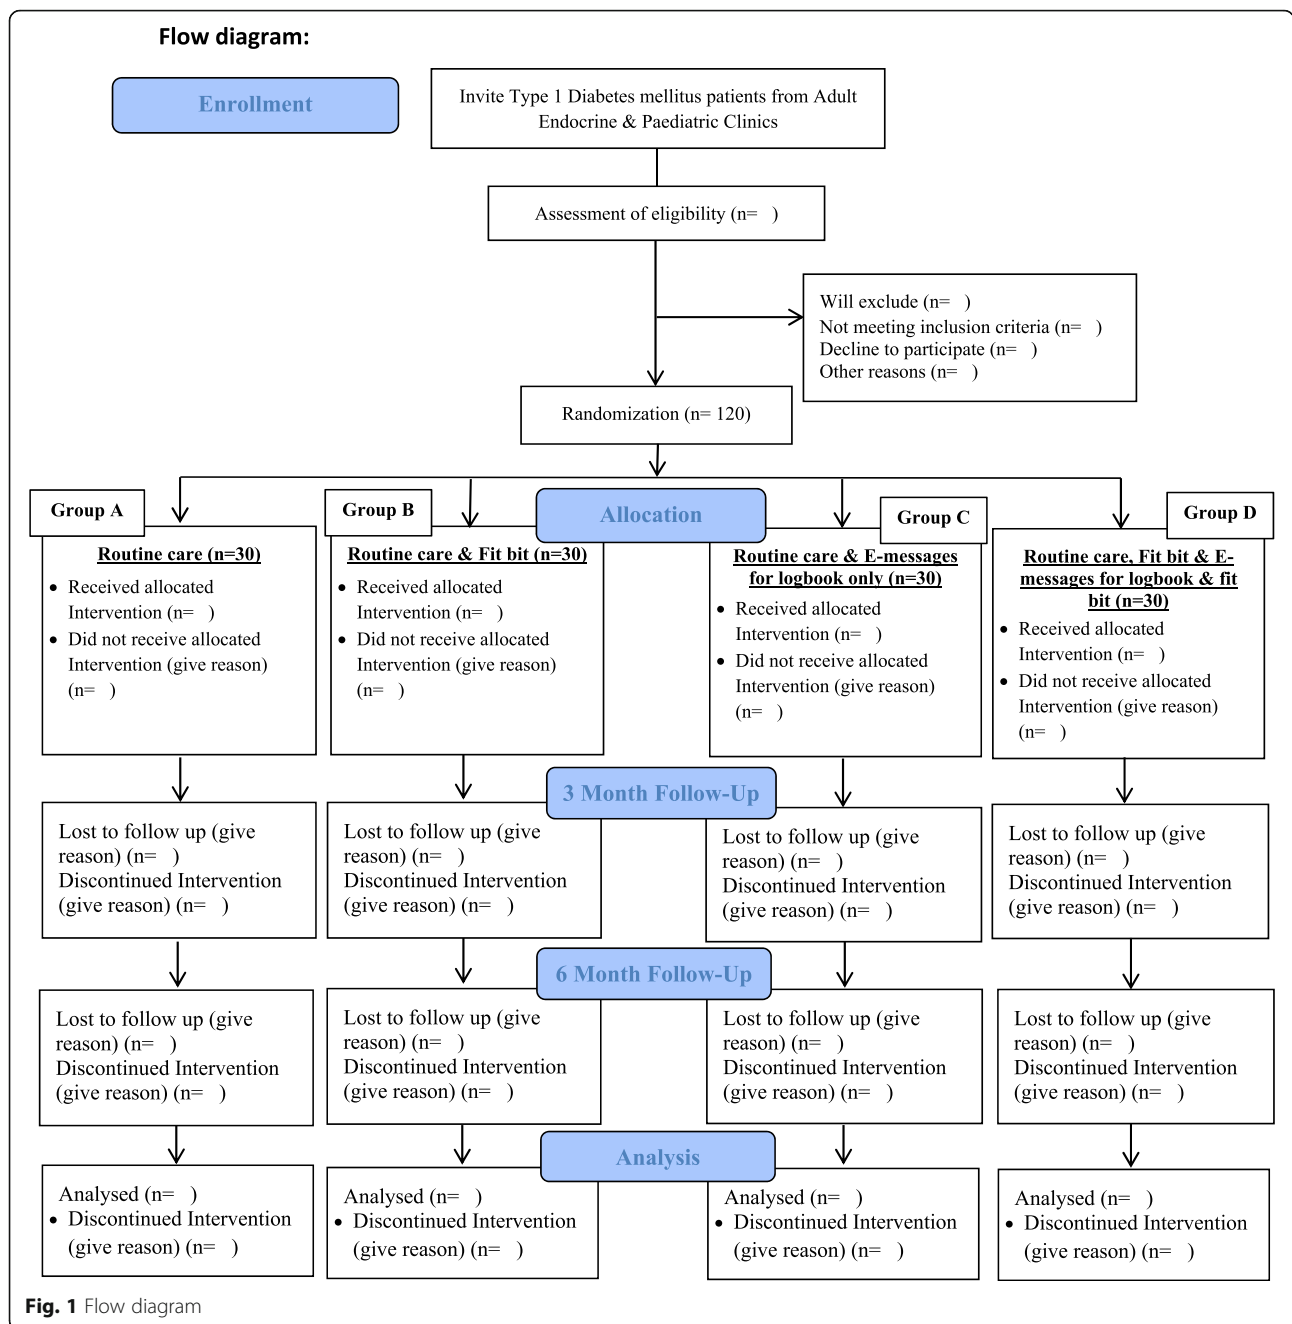 Flow diagram:
Enrollment
Invite Type 1 Diabetes mellitus patients from Adult
Endocrine & Paediatric Clinics
Assessment of eligibility (n=   )
Will exclude (n=   )
Not meeting inclusion criteria (n=   )
Decline to participate (n=   )
Other reasons (n=   )
Randomization (n= 120)
Allocation
Group A
Routine care (n=30)
• Received allocated
Intervention (n=   )
• Did not receive allocated
Intervention (give reason)
(n=   )
Group B
Routine care & Fit bit (n=30)
• Received allocated
Intervention (n=   )
• Did not receive allocated
Intervention (give reason)
(n=   )
Group C
Routine care & E-messages
for logbook only (n=30)
• Received allocated
Intervention (n=   )
• Did not receive allocated
Intervention (give reason)
(n=   )
Group D
Routine care, Fit bit & E-
messages for logbook & fit
bit (n=30)
• Received allocated
Intervention (n=   )
• Did not receive allocated
Intervention (give reason)
(n=   )
3 Month Follow-Up
Lost to follow up (give
reason) (n=   )
Discontinued Intervention
(give reason) (n=   )
Lost to follow up (give
reason) (n=   )
Discontinued Intervention
(give reason) (n=   )
Lost to follow up (give
reason) (n=   )
Discontinued Intervention
(give reason) (n=   )
Lost to follow up (give
reason) (n=   )
Discontinued Intervention
(give reason) (n=   )
6 Month Follow-Up
Lost to follow up (give
reason) (n=   )
Discontinued Intervention
(give reason) (n=   )
Lost to follow up (give
reason) (n=   )
Discontinued Intervention
(give reason) (n=   )
Lost to follow up (give
reason) (n=   )
Discontinued Intervention
(give reason) (n=   )
Lost to follow up (give
reason) (n=   )
Discontinued Intervention
(give reason) (n=   )
Analysis
Analysed (n=   )
• Discontinued Intervention
(give reason) (n=   )
Analysed (n=   )
• Discontinued Intervention
(give reason) (n=   )
Analysed (n=   )
• Discontinued Intervention
(give reason) (n=   )
Analysed (n=   )
• Discontinued Intervention
(give reason) (n=   )
Fig. 1 Flow diagram